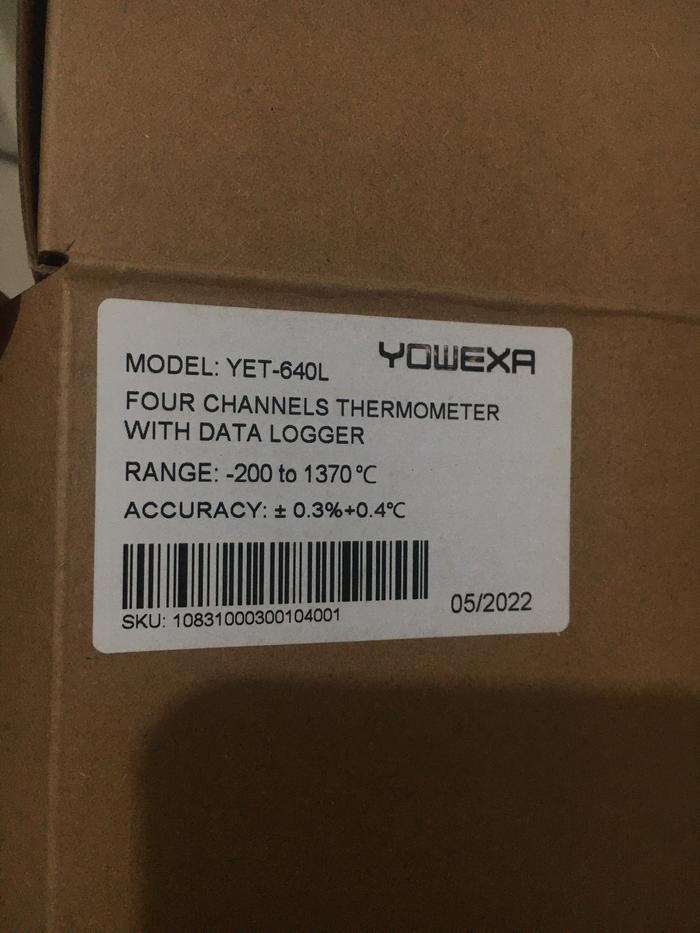 YOWEXA
MODEL: YET-640L
FOUR CHANNELS THERMOMETER
WITH DATA LOGGER
RANGE: -200 to 1370℃
ACCURACY: ± 0.3%+0.4℃
SKU: 10831000300104001
05/2022